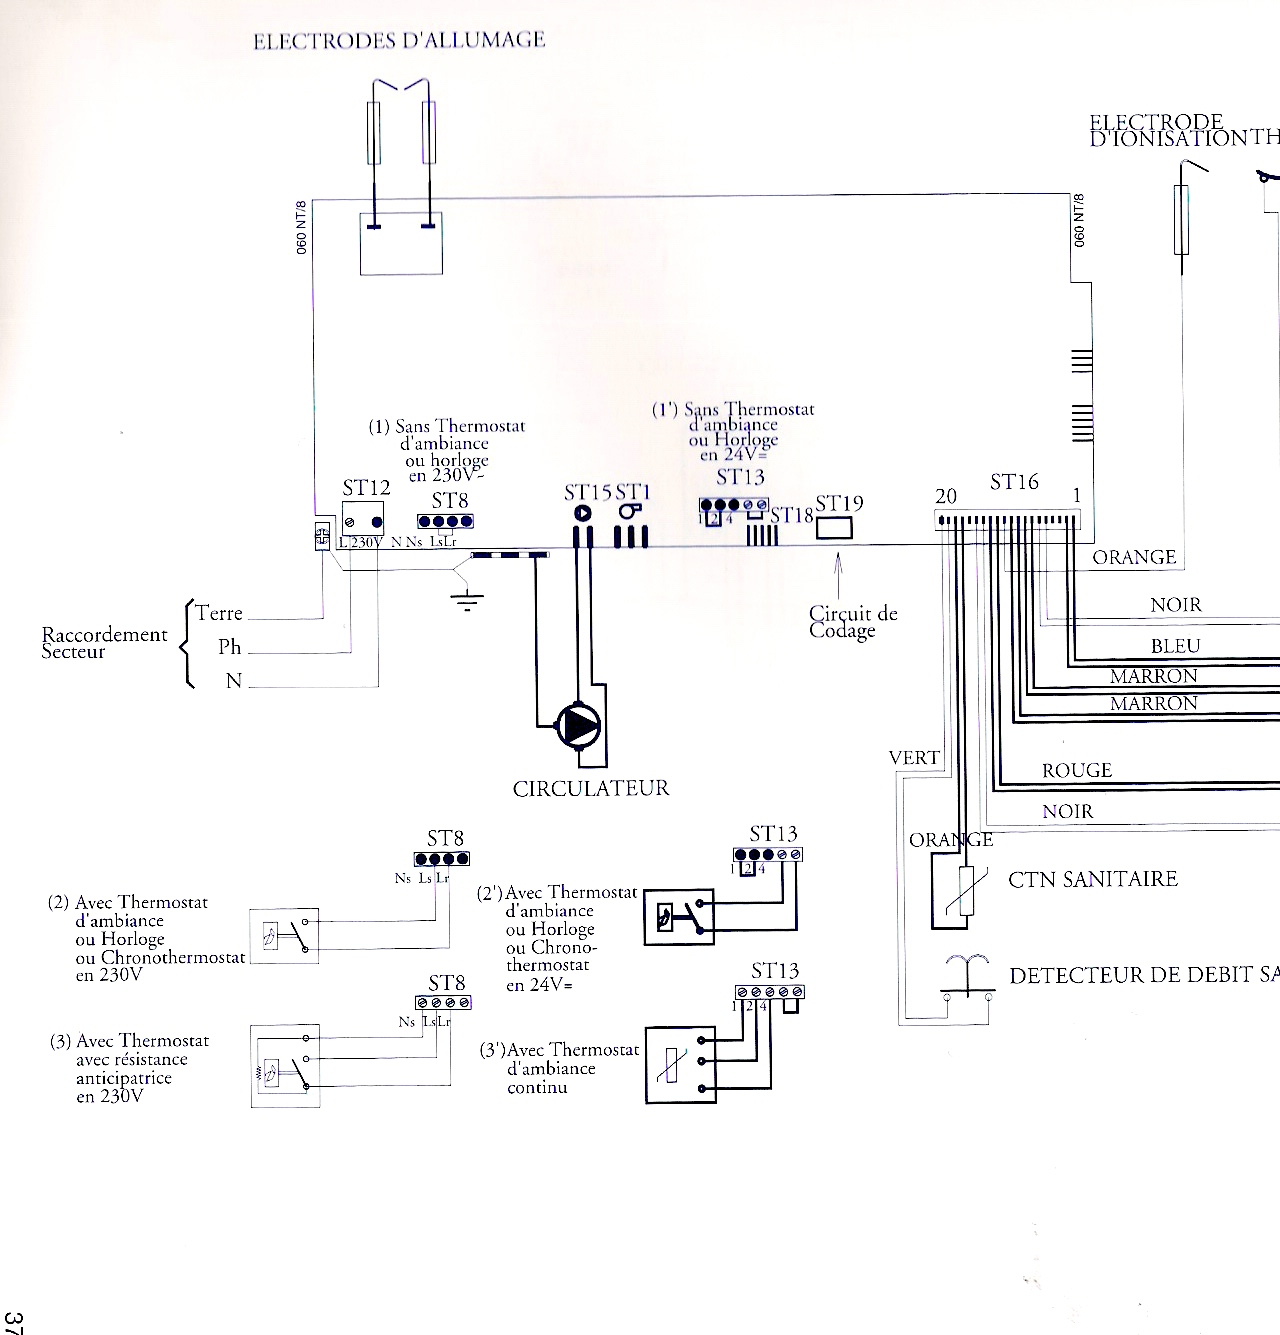 ELECTRODES D'ALLUMAGE
ELECTRODE
D'IONISATION TH
060 NT/8
060 NT/8
(1) Sans Thermostat
d'ambiance
ou horloge
en 230V~
(1') Sans Thermostat
d'ambiance
ou Horloge
en 24V=
ST12
ST8
ST15 ST1
ST13
ST18
ST19
ST16
20
1
1 2 4
L 230V N Ns Ls Lr
Terre
Raccordement
Secteur
Ph
N
Circuit de
Codage
ORANGE
NOIR
BLEU
MARRON
MARRON
VERT
ROUGE
NOIR
ORANGE
CIRCULATEUR
CTN SANITAIRE
DETECTEUR DE DEBIT SA
ST8
Ns Ls Lr
(2) Avec Thermostat
d'ambiance
ou Horloge
ou Chronothermostat
en 230V
ST13
1 2 4
(2') Avec Thermostat
d'ambiance
ou Horloge
ou Chrono-
thermostat
en 24V=
ST8
Ns Ls Lr
(3) Avec Thermostat
avec résistance
anticipatrice
en 230V
ST13
1 2 4
(3') Avec Thermostat
d'ambiance
continu
37